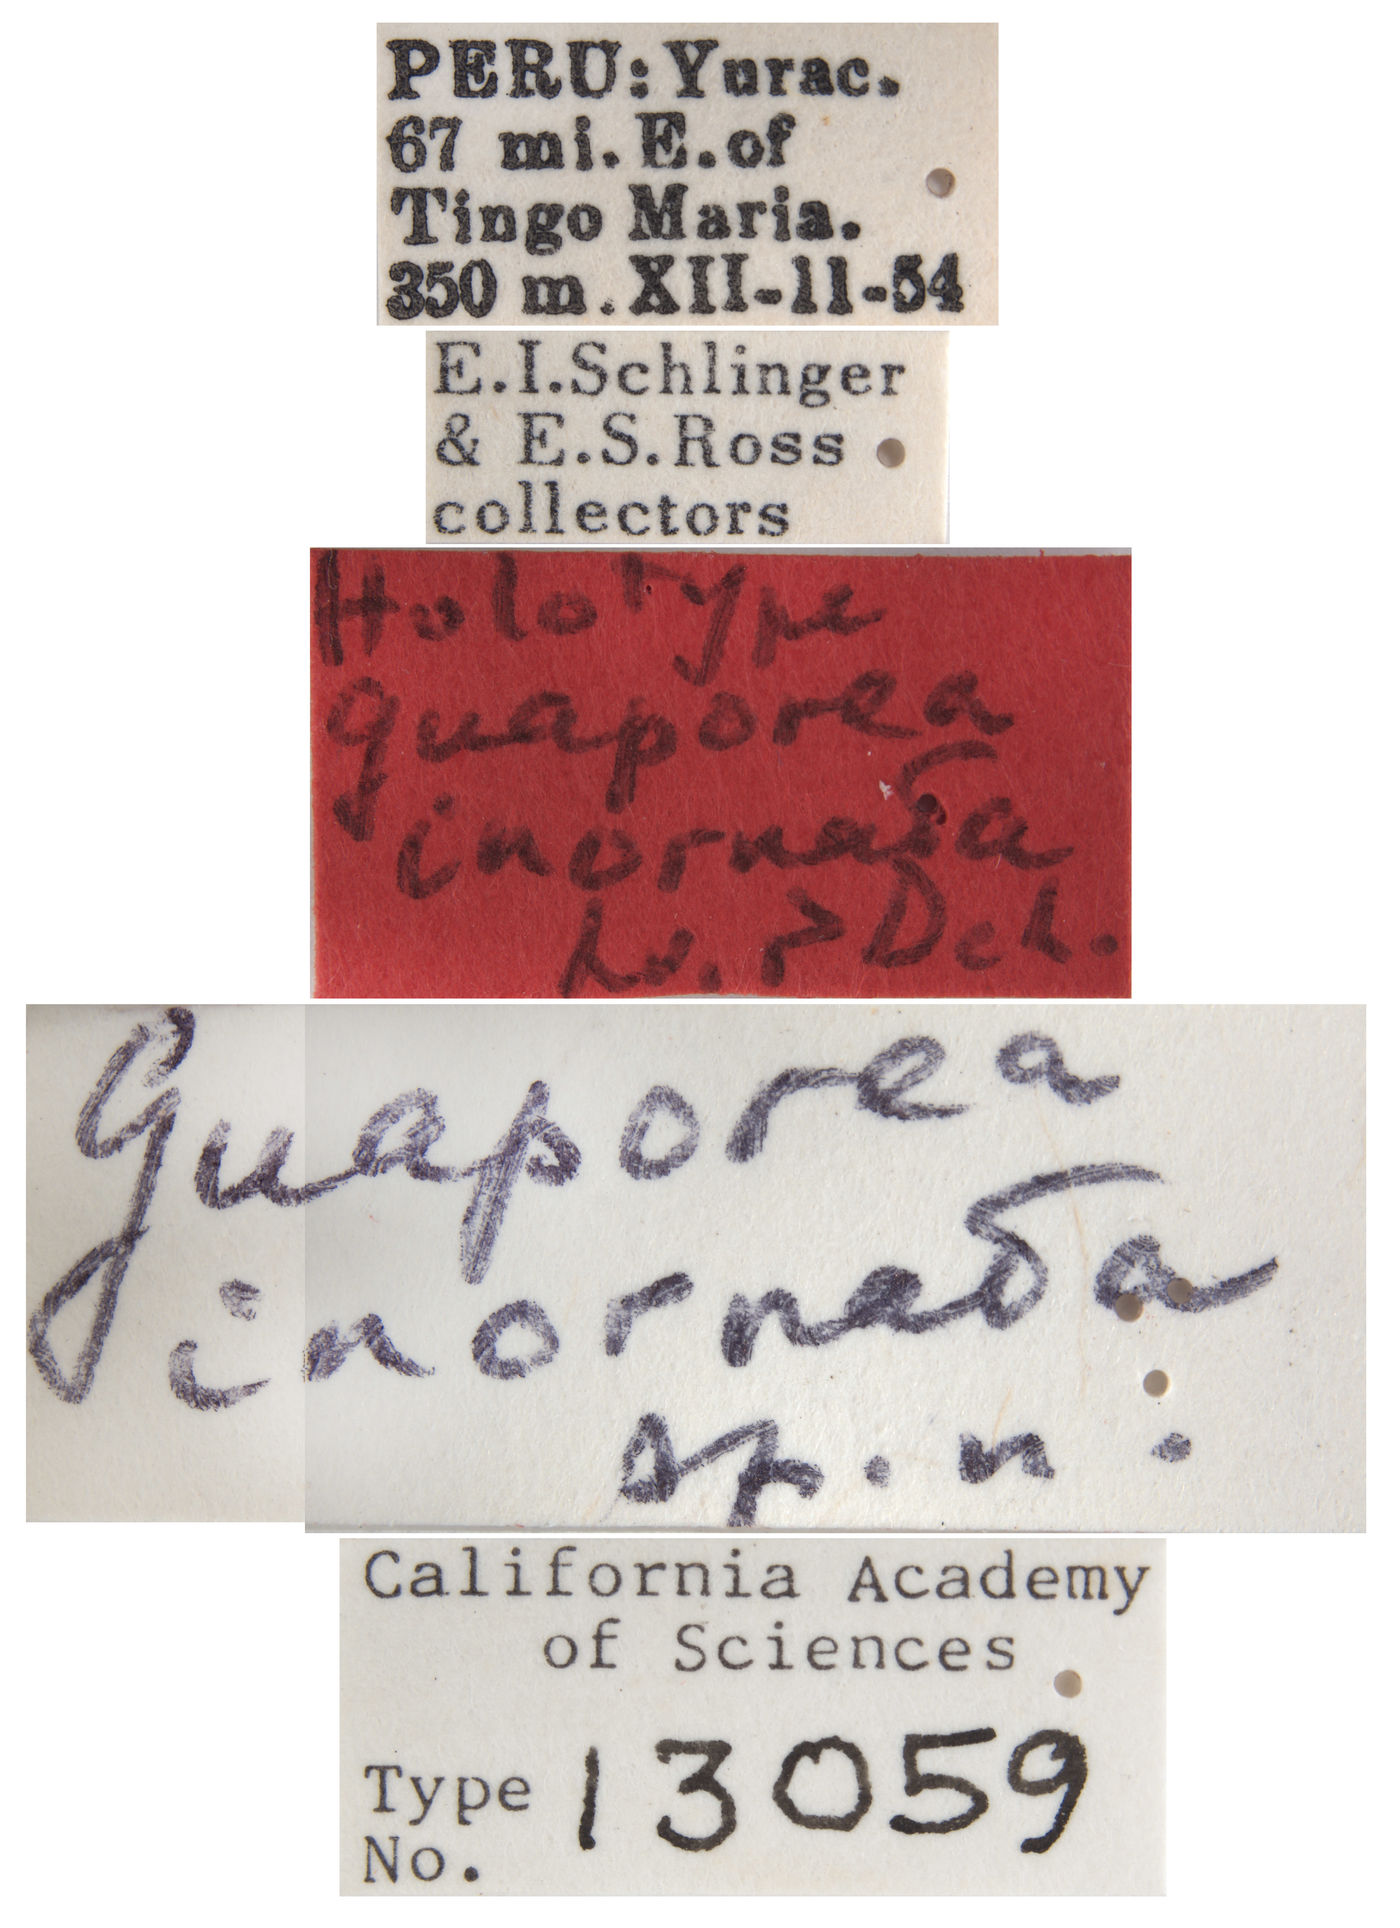 PERU: Yurac.
67 mi. E. of
Tingo Maria.
350 m. XII-11-54
E.I.Schlinger
& E.S.Ross
collectors
Holotype
guaporea
inornata
Dch.
Guaporea
inornata
sp. n.
California Academy
of Sciences
Type
No. 13059